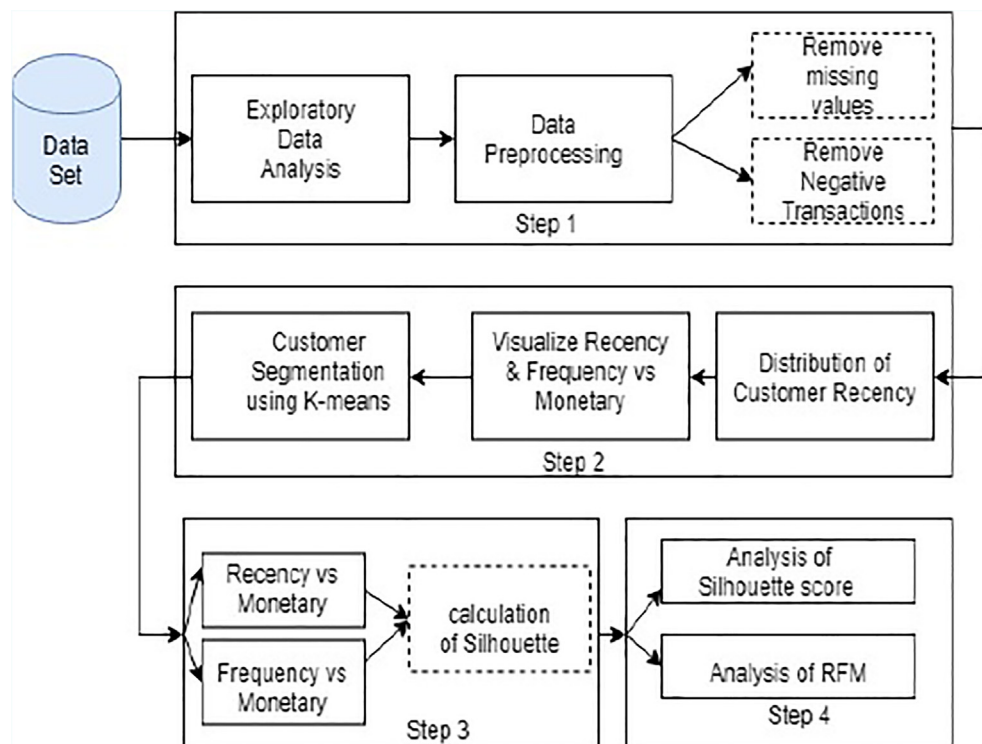 Data
Set
Exploratory
Data
Analysis
Data
Preprocessing
Remove
missing
values
Remove
Negative
Transactions
Step 1
Distribution of
Customer Recency
Visualize Recency
& Frequency vs
Monetary
Customer
Segmentation
using K-means
Step 2
Recency vs
Monetary
Frequency vs
Monetary
calculation
of Silhouette
Step 3
Analysis of
Silhouette score
Analysis of RFM
Step 4